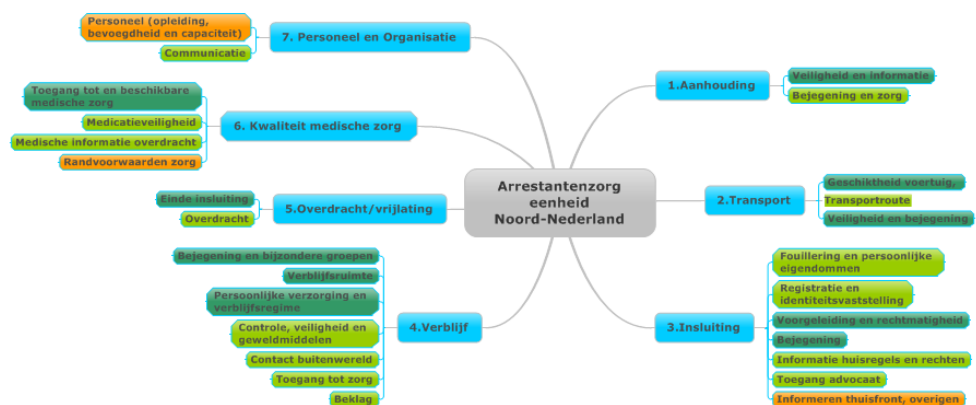 Arrestantenzorg
eenheid
Noord-Nederland
1.Aanhouding
Veiligheid en informatie
Bejegening en zorg
2.Transport
Geschiktheid voertuig,
Transportroute
Veiligheid en bejegening
3.Insluiting
Fouillering en persoonlijke
eigendommen
Registratie en
identiteitsvaststelling
Voorgeleiding en rechtmatigheid
Bejegening
Informatie huisregels en rechten
Toegang advocaat
Informeren thuisfront, overigen
4.Verblijf
Bejegening en bijzondere groepen
Verblijfsruimte
Persoonlijke verzorging en
verblijfsregime
Controle, veiligheid en
geweldmiddelen
Contact buitenwereld
Toegang tot zorg
Beklag
5.Overdracht/vrijlating
Einde insluiting
Overdracht
6. Kwaliteit medische zorg
Toegang tot en beschikbare
medische zorg
Medicatieveiligheid
Medische informatie overdracht
Randvoorwaarden zorg
7. Personeel en Organisatie
Personeel (opleiding,
bevoegdheid en capaciteit)
Communicatie